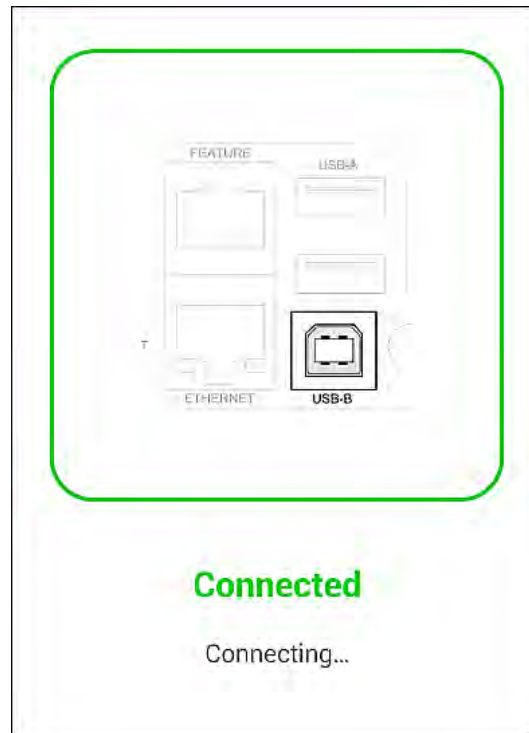 FEATURE
USB-A
T
ETHERNET
USB-B
Connected
Connecting...